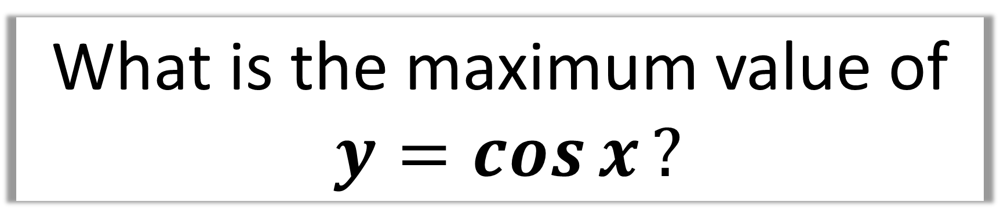 What is the maximum value of
y = cos x ?